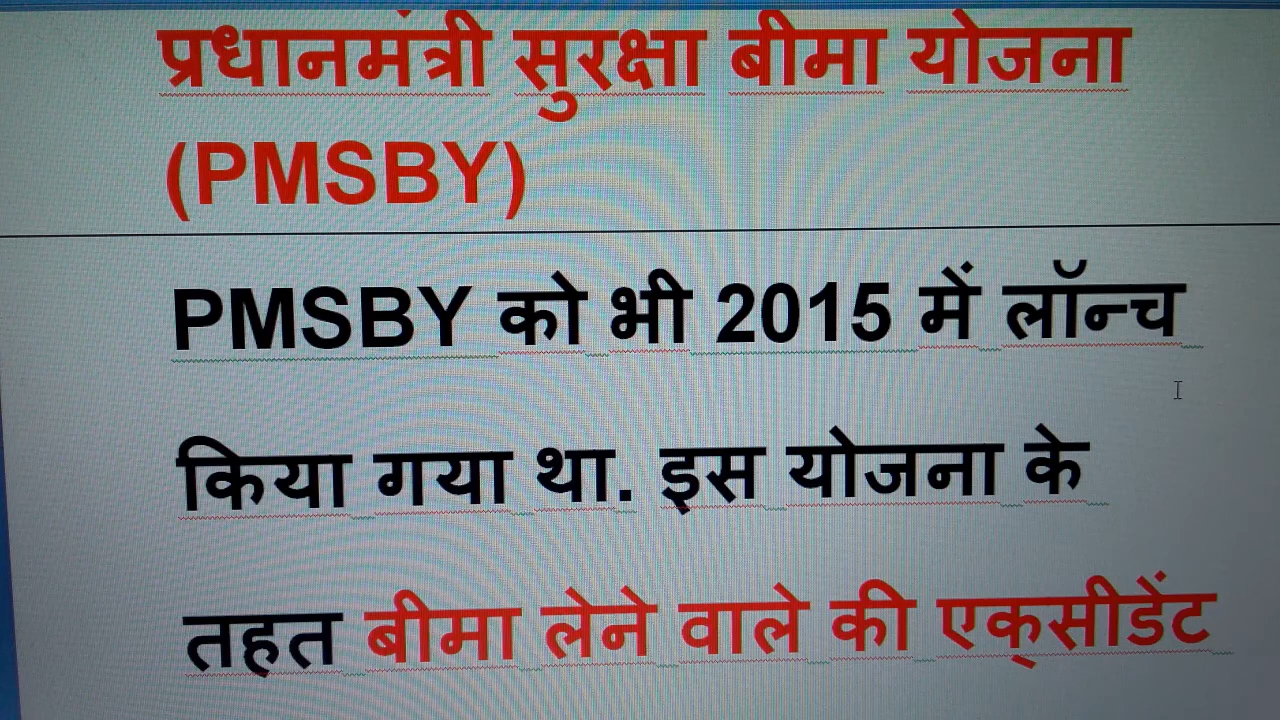 प्रधानमंत्री सुरक्षा बीमा योजना
(PMSBY)
PMSBY को भी 2015 में लॉन्च
किया गया था. इस योजना के
तहत बीमा लेने वाले की एक्सीडेंट